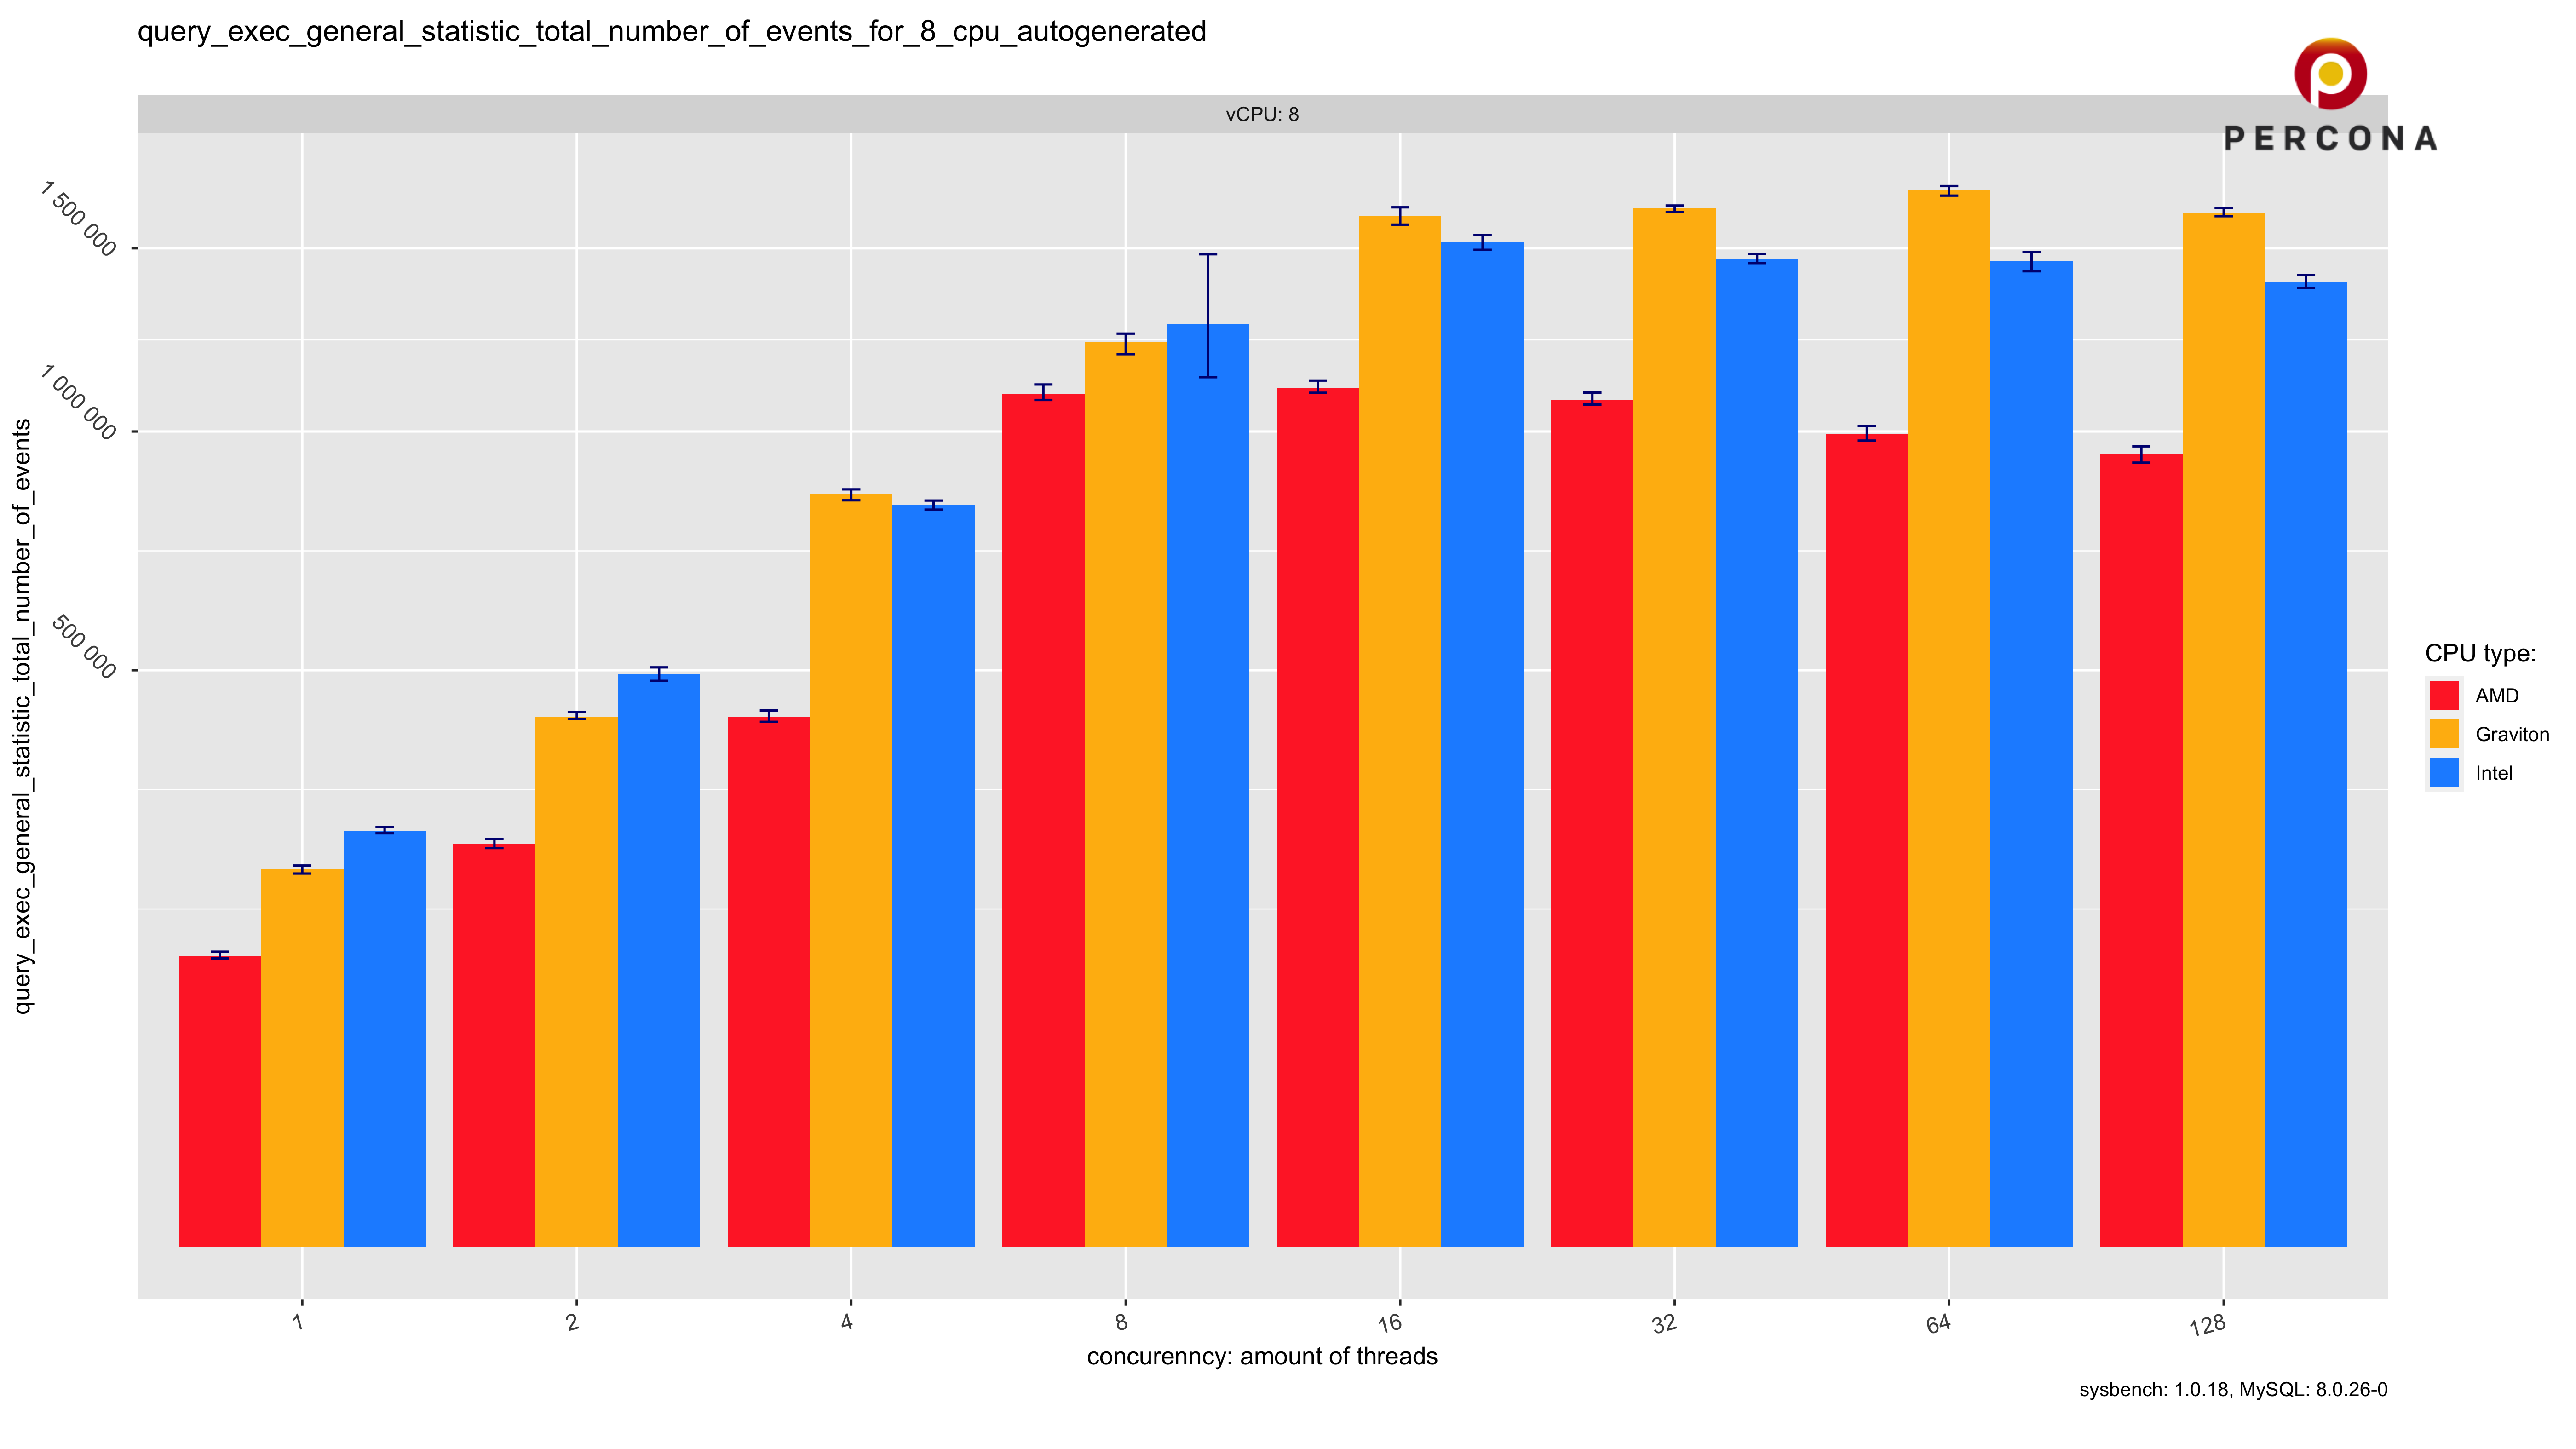 query_exec_general_statistic_total_number_of_events_for_8_cpu_autogenerated
PERCONA
vCPU: 8
query_exec_general_statistic_total_number_of_events
1 500 000
1 000 000
500 000
CPU type:
AMD
Graviton
Intel
1 2 4 8 16 32 64 128
concurenncy: amount of threads
sysbench: 1.0.18, MySQL: 8.0.26-0